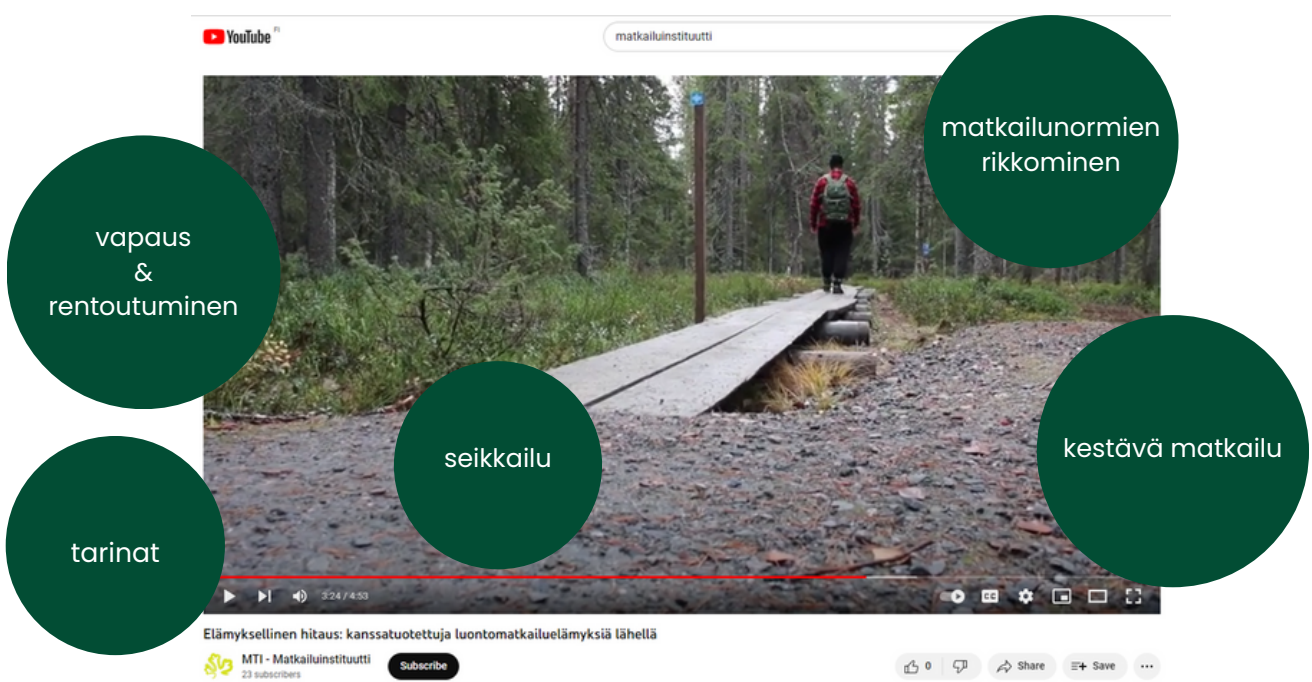 YouTube FI
matkailuinstituutti
matkailunormien
rikkominen
vapaus
&
rentoutuminen
seikkailu
kestävä matkailu
tarinat
3:24 / 4:53
CC
Elämyksellinen hitaus: kanssatuotettuja luontomatkailuelämyksiä lähellä
MTI - Matkailuinstituutti
23 subscribers
Subscribe
0
Share
Save